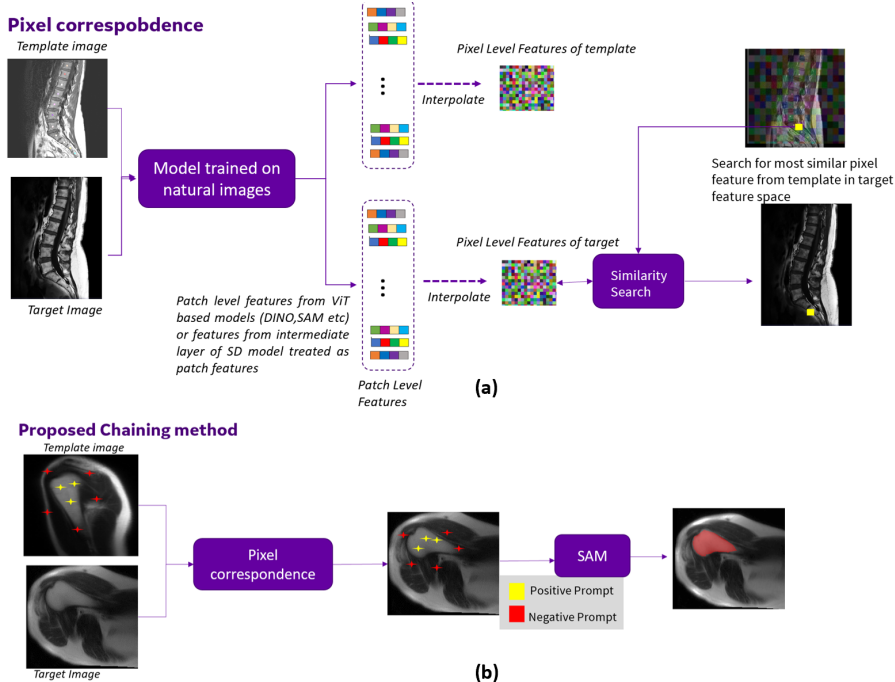 Pixel correspobdence
Template image
Target Image
Model trained on
natural images
Patch level features from ViT
based models (DINO,SAM etc)
or features from intermediate
layer of SD model treated as
patch features
Patch Level
Features
Pixel Level Features of template
Interpolate
Pixel Level Features of target
Interpolate
Similarity
Search
Search for most similar pixel
feature from template in target
feature space
(a)
Proposed Chaining method
Template image
Target Image
Pixel
correspondence
SAM
Positive Prompt
Negative Prompt
(b)